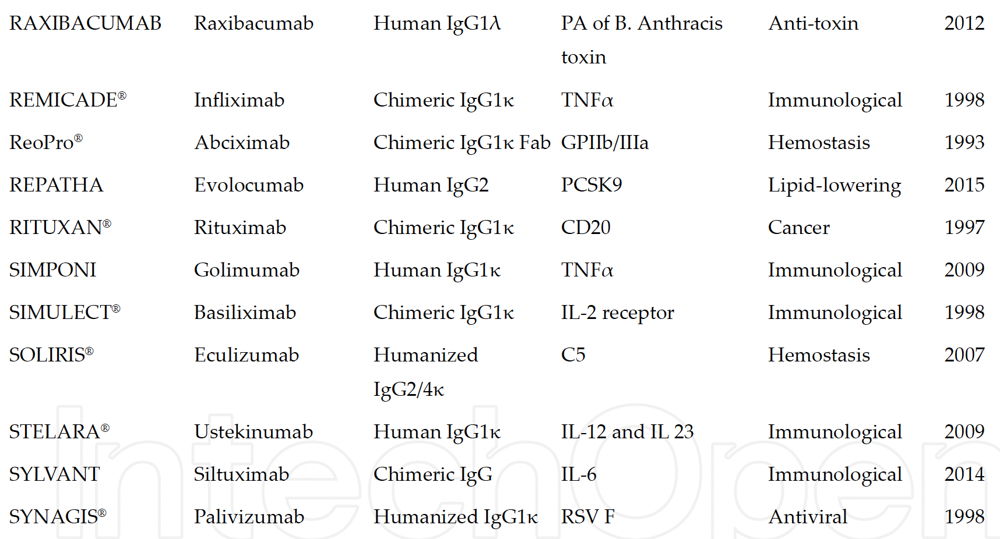 RAXIBACUMAB Raxibacumab Human IgG1λ PA of B. Anthracis Anti-toxin 2012
toxin
REMICADE® Infliximab Chimeric IgG1κ TNFα Immunological 1998
ReoPro® Abciximab Chimeric IgG1κ Fab GPIIb/IIIa Hemostasis 1993
REPATHA Evolocumab Human IgG2 PCSK9 Lipid-lowering 2015
RITUXAN® Rituximab Chimeric IgG1κ CD20 Cancer 1997
SIMPONI Golimumab Human IgG1κ TNFα Immunological 2009
SIMULECT® Basiliximab Chimeric IgG1κ IL-2 receptor Immunological 1998
SOLIRIS® Eculizumab Humanized C5 Hemostasis 2007
IgG2/4κ
STELARA® Ustekinumab Human IgG1κ IL-12 and IL 23 Immunological 2009
SYLVANT Siltuximab Chimeric IgG IL-6 Immunological 2014
SYNAGIS® Palivizumab Humanized IgG1κ RSV F Antiviral 1998
IntechOpen